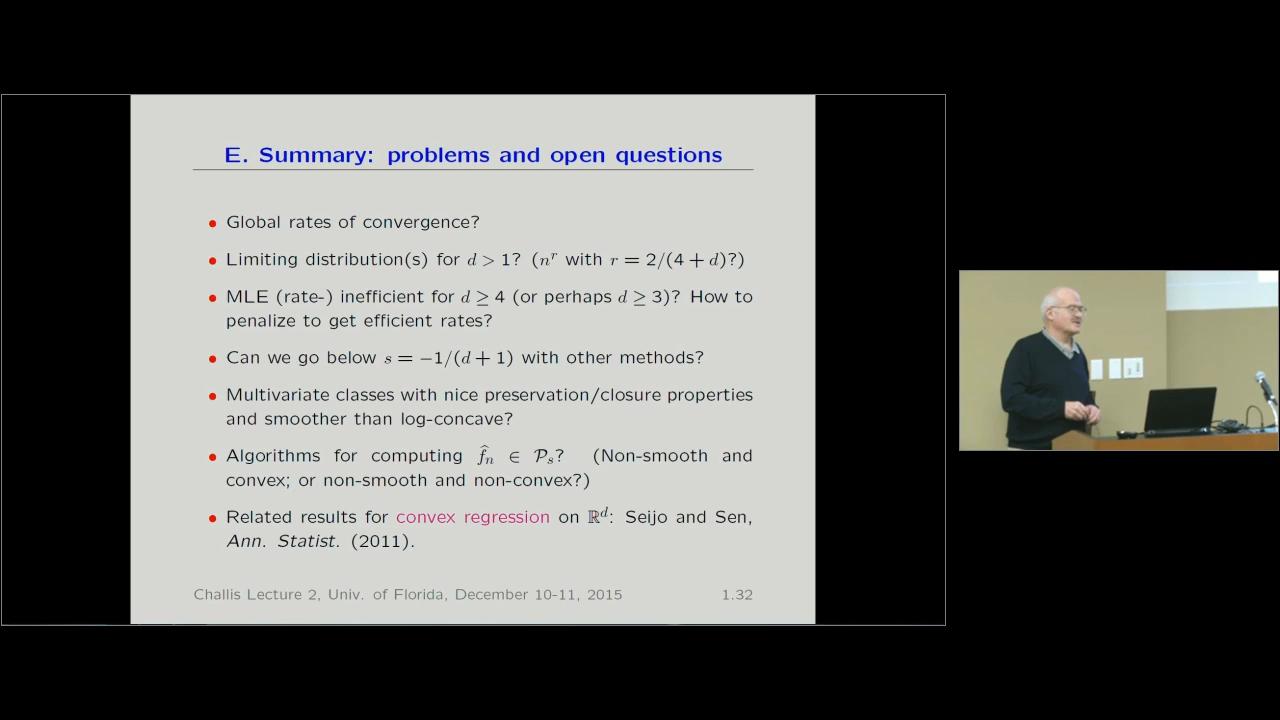 E. Summary: problems and open questions
• Global rates of convergence?
• Limiting distribution(s) for d > 1? (n^r with r = 2/(4 + d)?)
• MLE (rate-) inefficient for d ≥ 4 (or perhaps d ≥ 3)? How to
penalize to get efficient rates?
• Can we go below s = −1/(d + 1) with other methods?
• Multivariate classes with nice preservation/closure properties
and smoother than log-concave?
• Algorithms for computing f̂_n ∈ 𝒫_s? (Non-smooth and
convex; or non-smooth and non-convex?)
• Related results for convex regression on ℝ^d: Seijo and Sen,
Ann. Statist. (2011).
Challis Lecture 2, Univ. of Florida, December 10-11, 2015 1.32